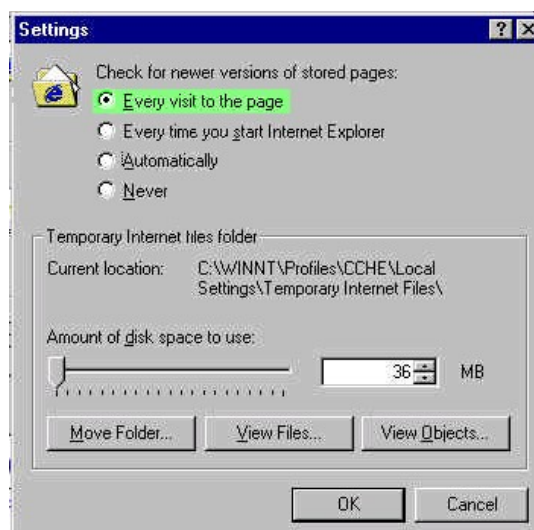 Settings
Check for newer versions of stored pages:
Every visit to the page
Every time you start Internet Explorer
Automatically
Never
Temporary Internet files folder
Current location: C:\WINNT\Profiles\CCHE\Local
Settings\Temporary Internet Files\
Amount of disk space to use:
36 MB
Move Folder... View Files... View Objects...
OK Cancel